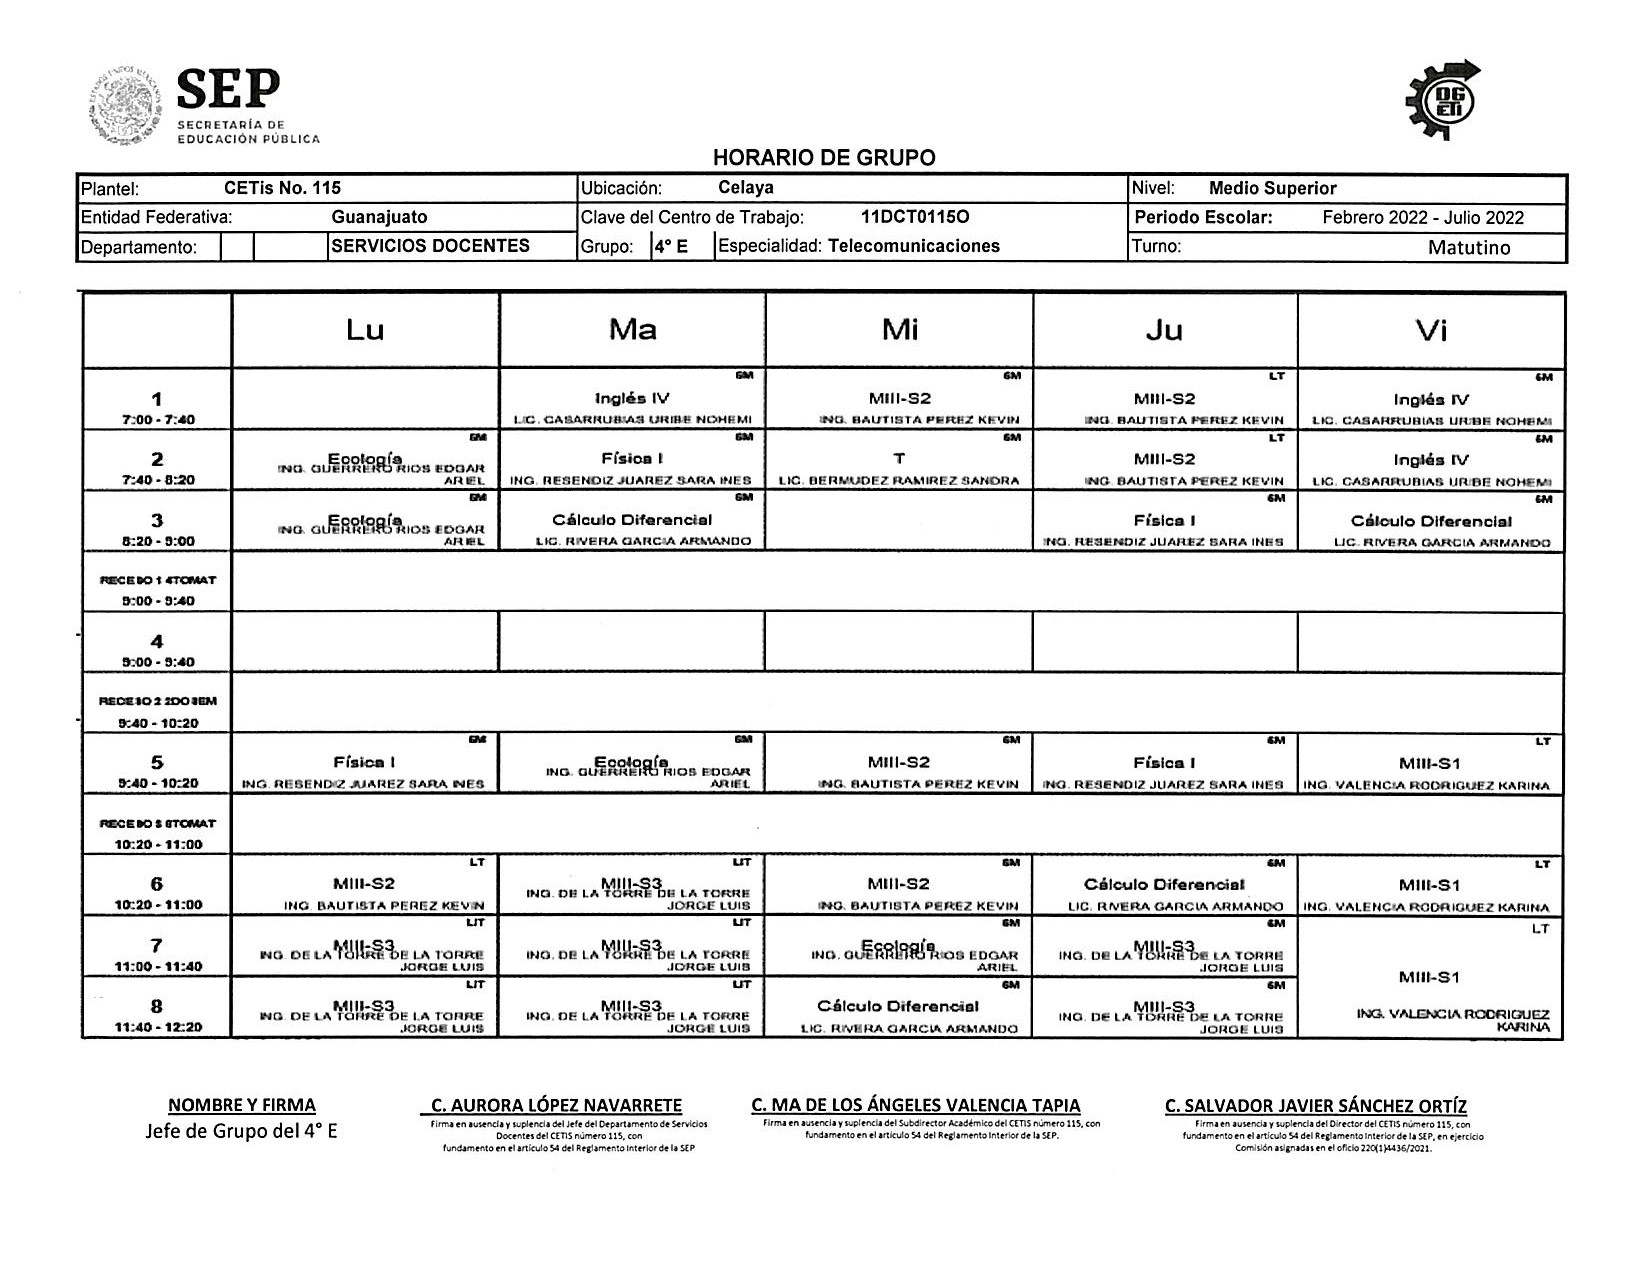 SEP
SECRETARÍA DE
EDUCACIÓN PÚBLICA
ESTADOS UNIDOS MEXICANOS
DG
ETI
HORARIO DE GRUPO
Plantel: CETis No. 115 Ubicación: Celaya Nivel: Medio Superior
Entidad Federativa: Guanajuato Clave del Centro de Trabajo: 11DCT0115O Periodo Escolar: Febrero 2022 - Julio 2022
Departamento: SERVICIOS DOCENTES Grupo: 4° E Especialidad: Telecomunicaciones Turno: Matutino
Lu Ma Mi Ju Vi
6M 6M LT 6M
1 Inglés IV MIII-S2 MIII-S2 Inglés IV
7:00 - 7:40 LIC. CASARRUBIAS URIBE NOHEMI ING. BAUTISTA PEREZ KEVIN ING. BAUTISTA PEREZ KEVIN LIC. CASARRUBIAS URIBE NOHEMI
6M 6M 6M LT 6M
2 Ecología Física I T MIII-S2 Inglés IV
ING. GUERRERO RIOS EDGAR
7:40 - 8:20 ARIEL ING. RESENDIZ JUAREZ SARA INES LIC. BERMUDEZ RAMIREZ SANDRA ING. BAUTISTA PEREZ KEVIN LIC. CASARRUBIAS URIBE NOHEMI
6M 6M 6M 6M
3 Ecología Cálculo Diferencial Física I Cálculo Diferencial
ING. GUERRERO RIOS EDGAR
8:20 - 9:00 ARIEL LIC. RIVERA GARCIA ARMANDO ING. RESENDIZ JUAREZ SARA INES LIC. RIVERA GARCIA ARMANDO
RECESO 1 4TOMAT
9:00 - 9:40
4
9:00 - 9:40
RECESO 2 2DOSEM
9:40 - 10:20
6M 6M 6M 6M LT
5 Física I Ecología MIII-S2 Física I MIII-S1
ING. GUERRERO RIOS EDGAR
9:40 - 10:20 ING. RESENDIZ JUAREZ SARA INES ARIEL ING. BAUTISTA PEREZ KEVIN ING. RESENDIZ JUAREZ SARA INES ING. VALENCIA RODRIGUEZ KARINA
RECESO 3 6TOMAT
10:20 - 11:00
LT LIT 6M 6M LT
6 MIII-S2 MIII-S3 MIII-S2 Cálculo Diferencial MIII-S1
ING. DE LA TORRE DE LA TORRE
10:20 - 11:00 ING. BAUTISTA PEREZ KEVIN JORGE LUIS ING. BAUTISTA PEREZ KEVIN LIC. RIVERA GARCIA ARMANDO ING. VALENCIA RODRIGUEZ KARINA
LIT LIT 6M 6M LT
7 MIII-S3 MIII-S3 Ecología MIII-S3
ING. DE LA TORRE DE LA TORRE ING. DE LA TORRE DE LA TORRE ING. GUERRERO RIOS EDGAR ING. DE LA TORRE DE LA TORRE
11:00 - 11:40 JORGE LUIS JORGE LUIS ARIEL JORGE LUIS MIII-S1
LIT LIT 6M 6M
8 MIII-S3 MIII-S3 Cálculo Diferencial MIII-S3
ING. DE LA TORRE DE LA TORRE ING. DE LA TORRE DE LA TORRE ING. DE LA TORRE DE LA TORRE ING. VALENCIA RODRIGUEZ
11:40 - 12:20 JORGE LUIS JORGE LUIS LIC. RIVERA GARCIA ARMANDO JORGE LUIS KARINA
NOMBRE Y FIRMA
Jefe de Grupo del 4° E
C. AURORA LÓPEZ NAVARRETE
Firma en ausencia y suplencia del Jefe del Departamento de Servicios
Docentes del CETIS número 115, con
fundamento en el artículo 54 del Reglamento Interior de la SEP
C. MA DE LOS ÁNGELES VALENCIA TAPIA
Firma en ausencia y suplencia del Subdirector Académico del CETIS número 115, con
fundamento en el artículo 54 del Reglamento Interior de la SEP.
C. SALVADOR JAVIER SÁNCHEZ ORTÍZ
Firma en ausencia y suplencia del Director del CETIS número 115, con
fundamento en el artículo 54 del Reglamento Interior de la SEP, en ejercicio
Comisión asignadas en el oficio 220(1)4436/2021.